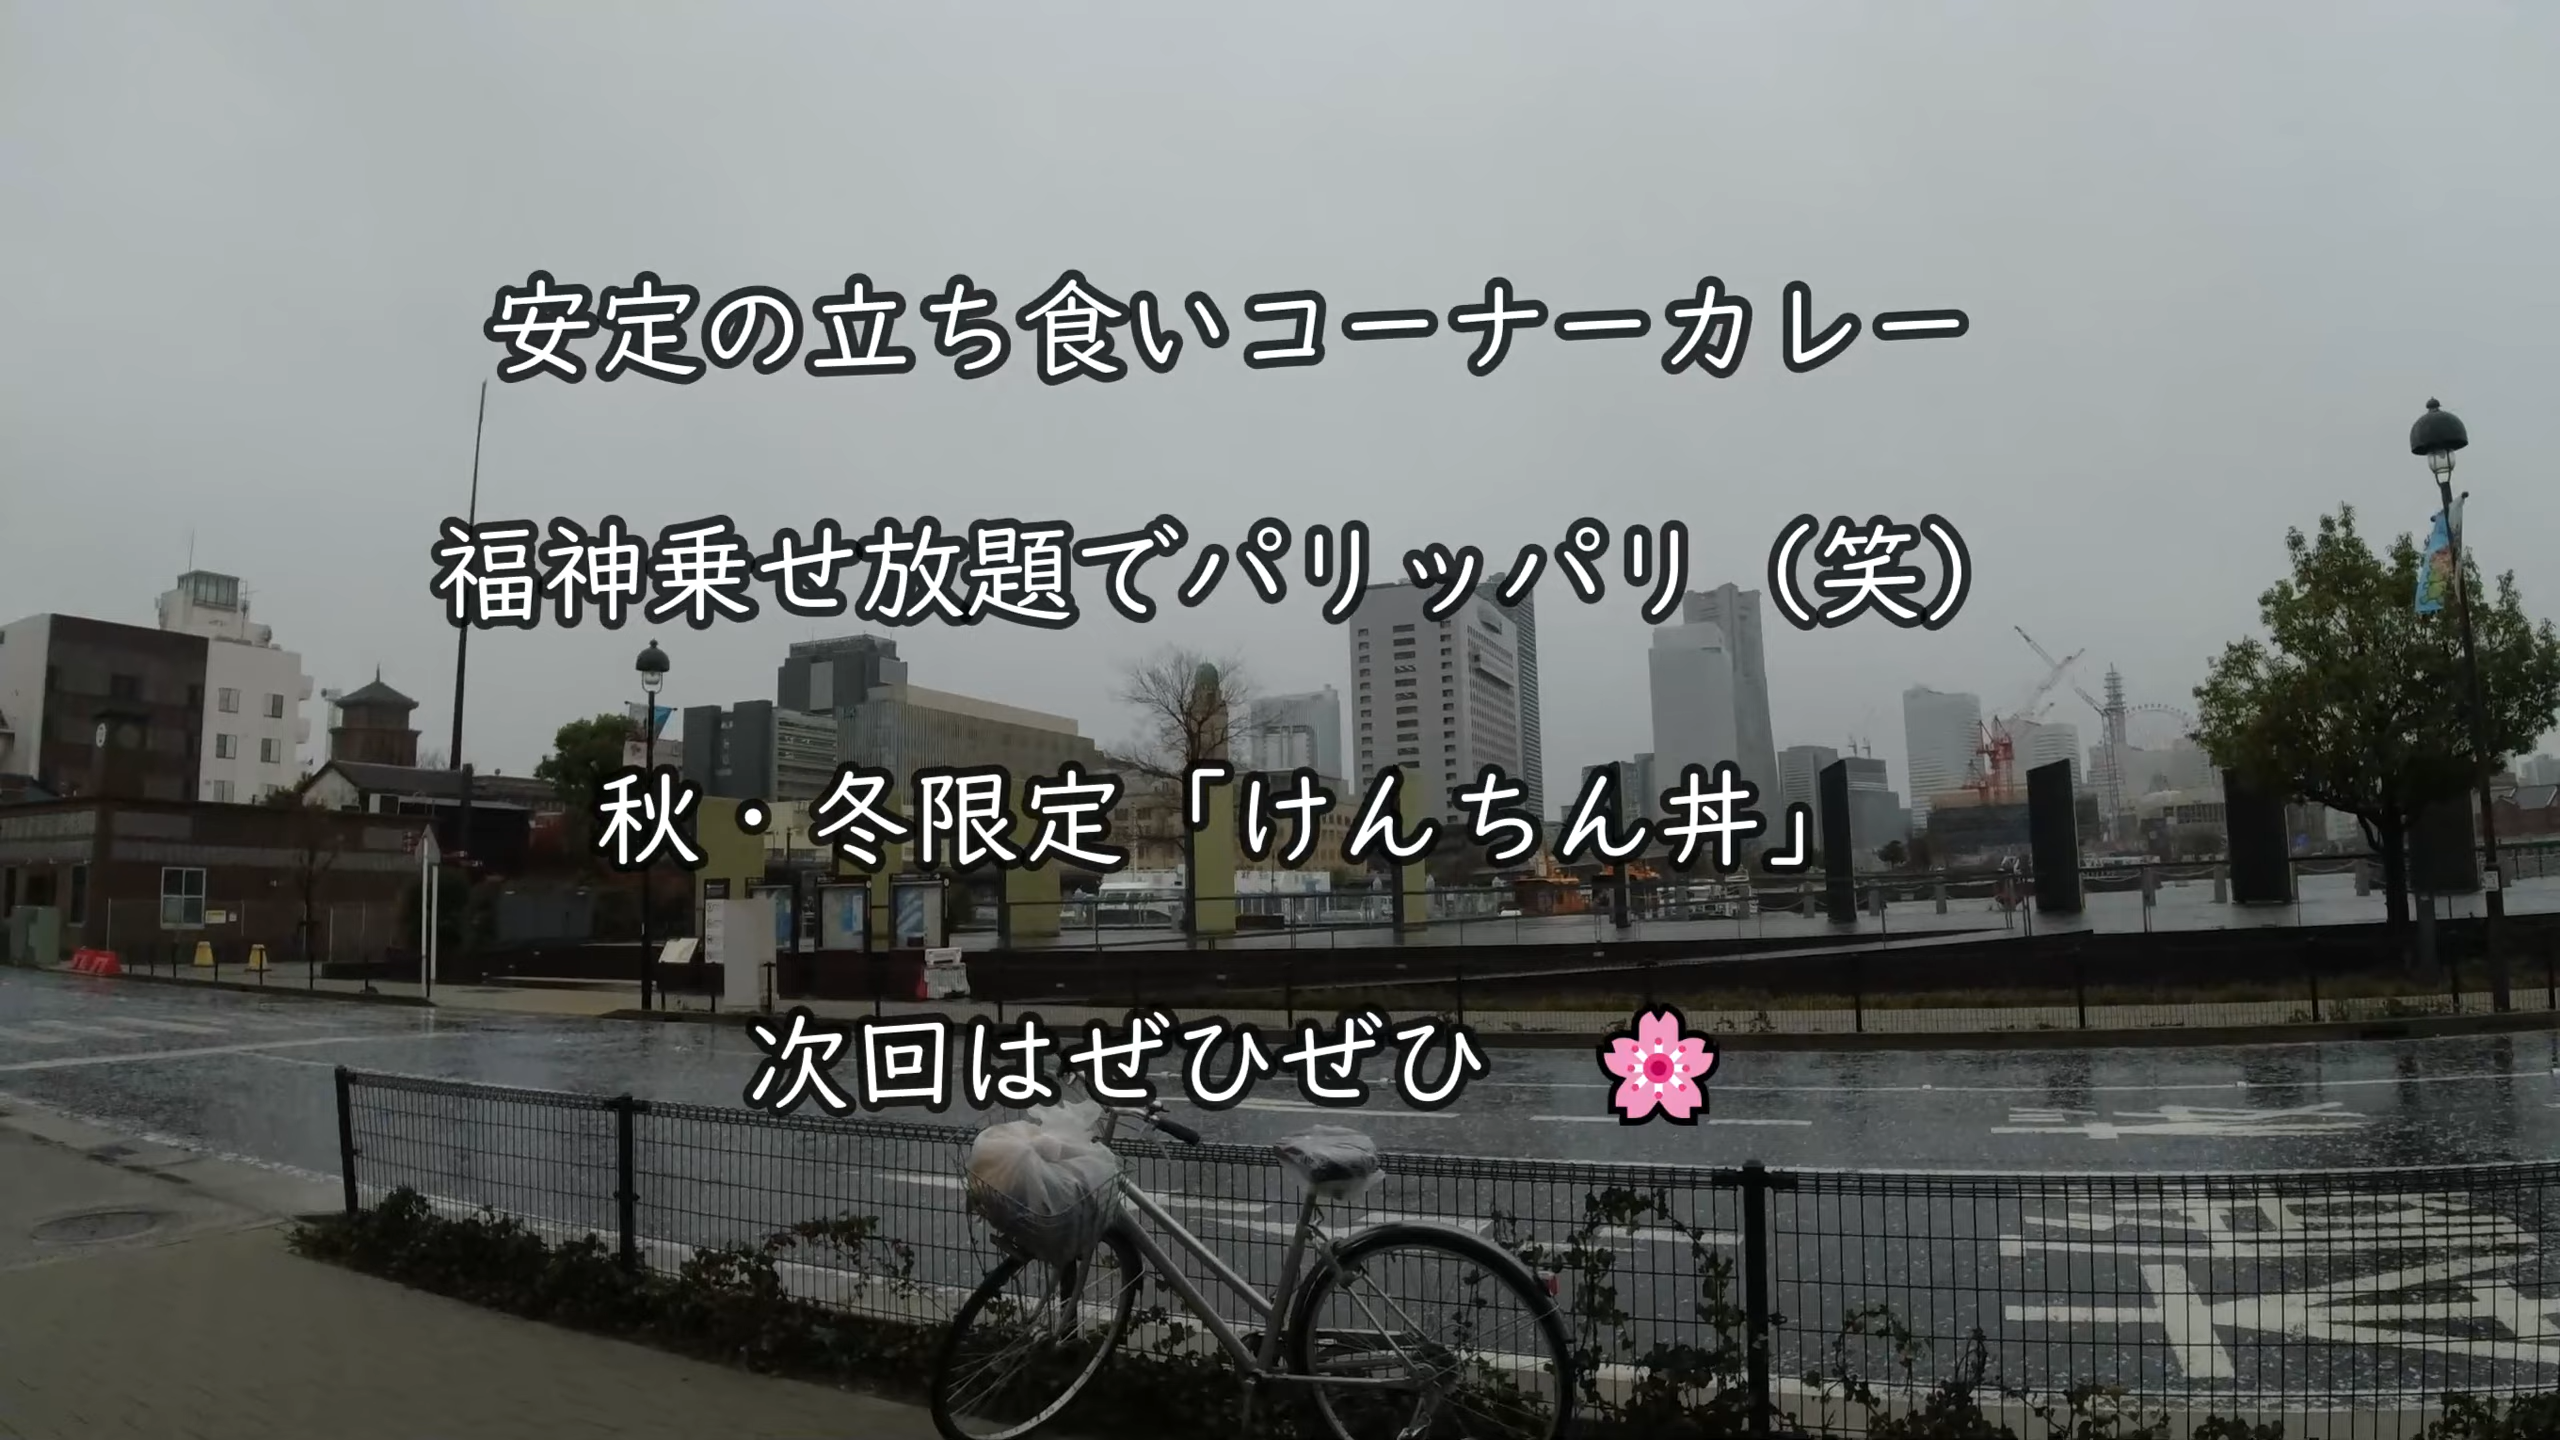 安定の立ち食いコーナーカレー
福神乗せ放題でパリッパリ（笑）
秋・冬限定「けんちん丼」
次回はぜひぜひ 🌸